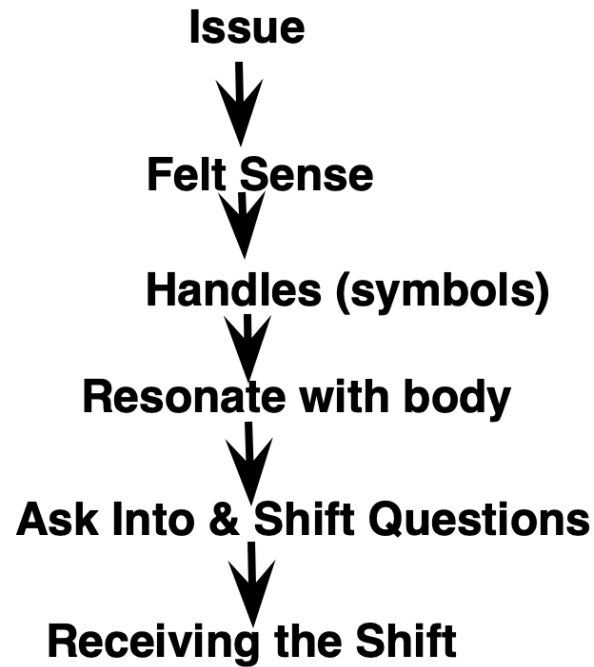 Issue
Felt Sense
Handles (symbols)
Resonate with body
Ask Into & Shift Questions
Receiving the Shift